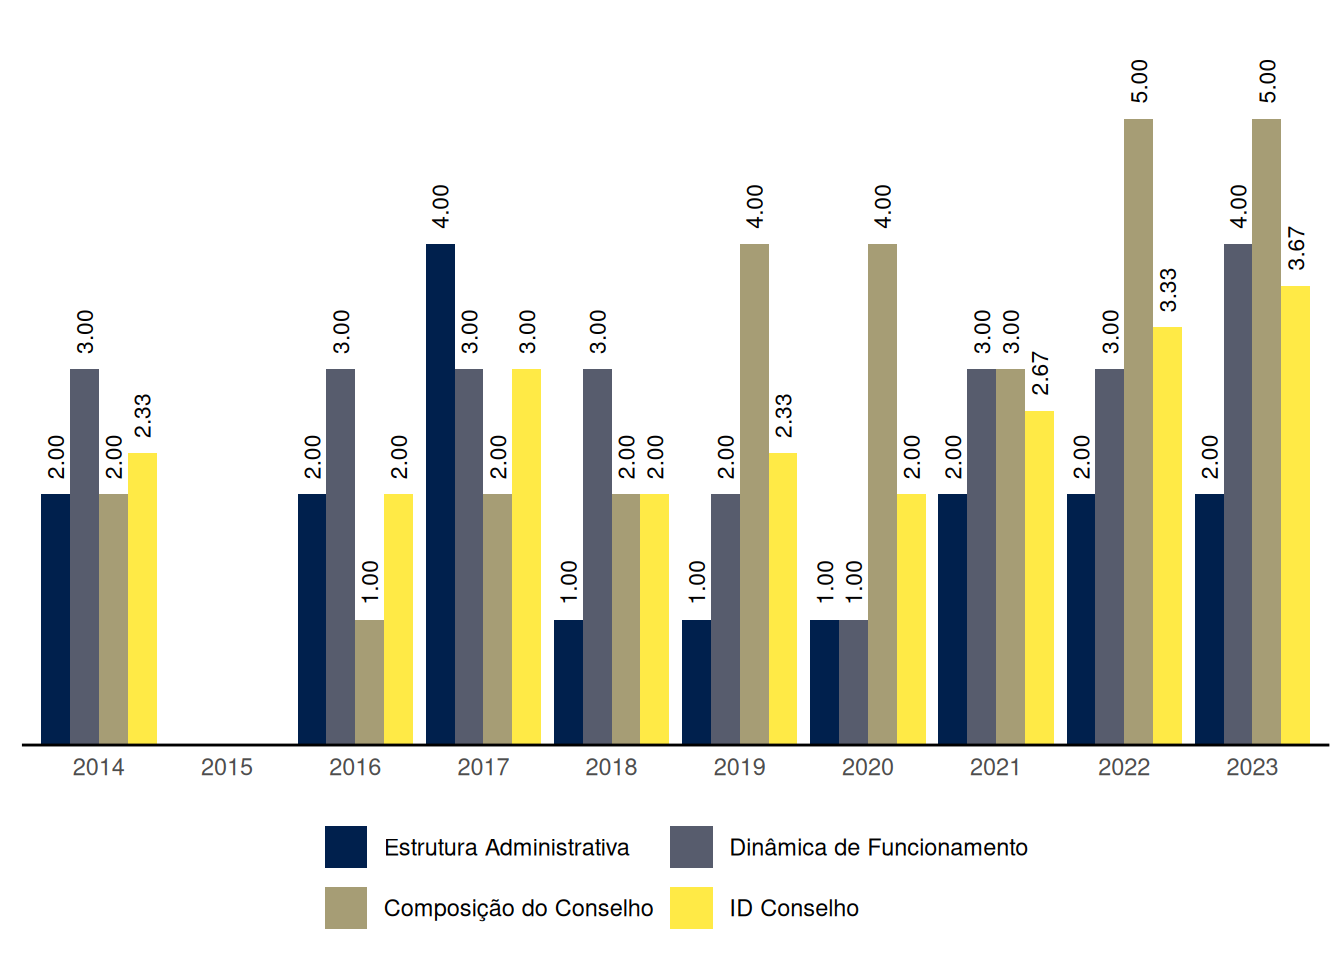 2.00 3.00 2.00 2.33
2.00 3.00 1.00 2.00
4.00 3.00 2.00 3.00
1.00 3.00 2.00 2.00
1.00 2.00 4.00 2.33
1.00 1.00 4.00 2.00
2.00 3.00 3.00 2.67
2.00 3.00 5.00 3.33
2.00 4.00 5.00 3.67
2014 2015 2016 2017 2018 2019 2020 2021 2022 2023
Estrutura Administrativa Dinâmica de Funcionamento
Composição do Conselho ID Conselho